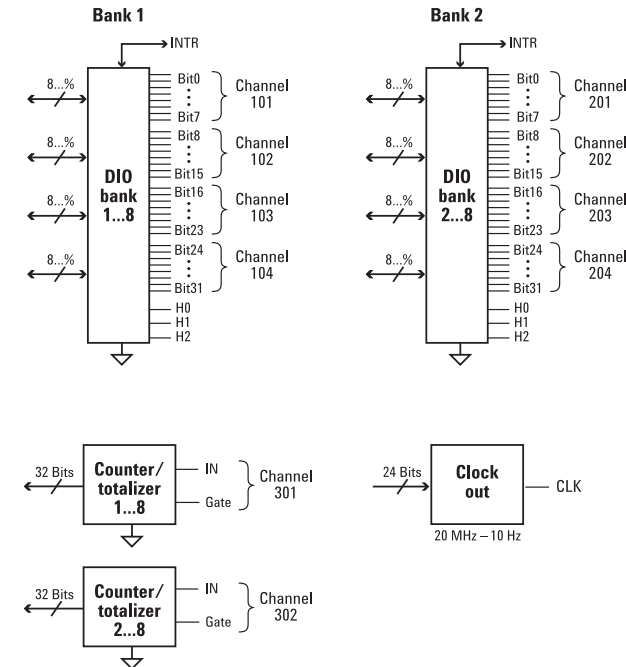 Bank 1
INTR
8...%
8...%
8...%
8...%
DIO
bank
1...8
Bit0
Bit7
Channel
101
Bit8
Bit15
Channel
102
Bit16
Bit23
Channel
103
Bit24
Bit31
Channel
104
H0
H1
H2
Bank 2
INTR
8...%
8...%
8...%
8...%
DIO
bank
2...8
Bit0
Bit7
Channel
201
Bit8
Bit15
Channel
202
Bit16
Bit23
Channel
203
Bit24
Bit31
Channel
204
H0
H1
H2
32 Bits
Counter/
totalizer
1...8
IN
Gate
Channel
301
24 Bits
Clock
out
CLK
20 MHz – 10 Hz
32 Bits
Counter/
totalizer
2...8
IN
Gate
Channel
302